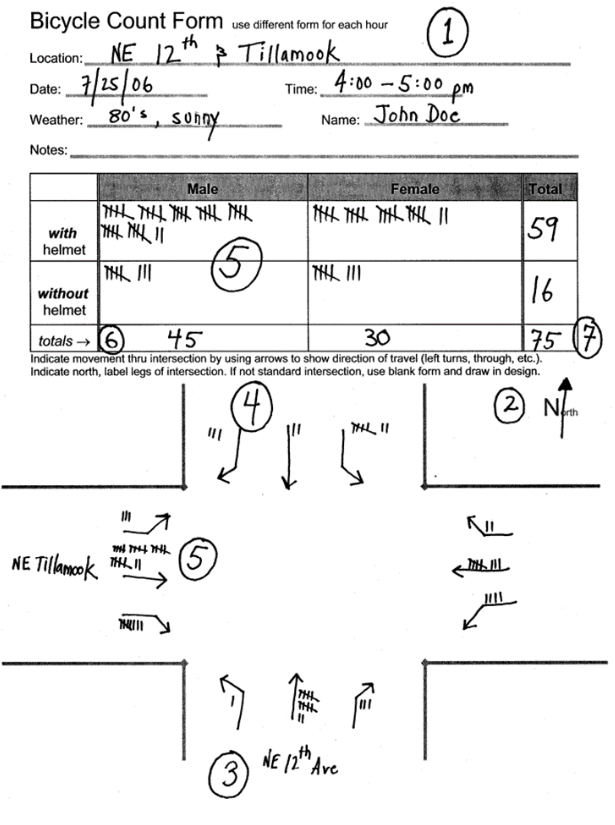 Bicycle Count Form use different form for each hour
1
Location: NE 12th & Tillamook
Date: 7/25/06 Time: 4:00 - 5:00 pm
Weather: 80's, sunny Name: John Doe
Notes:
Male Female Total
with helmet 59
5
without helmet 16
totals → 6 45 30 75 7
Indicate movement thru intersection by using arrows to show direction of travel (left turns, through, etc.).
Indicate north, label legs of intersection. If not standard intersection, use blank form and draw in design.
4 2 North
NE Tillamook 5
3 NE 12th Ave